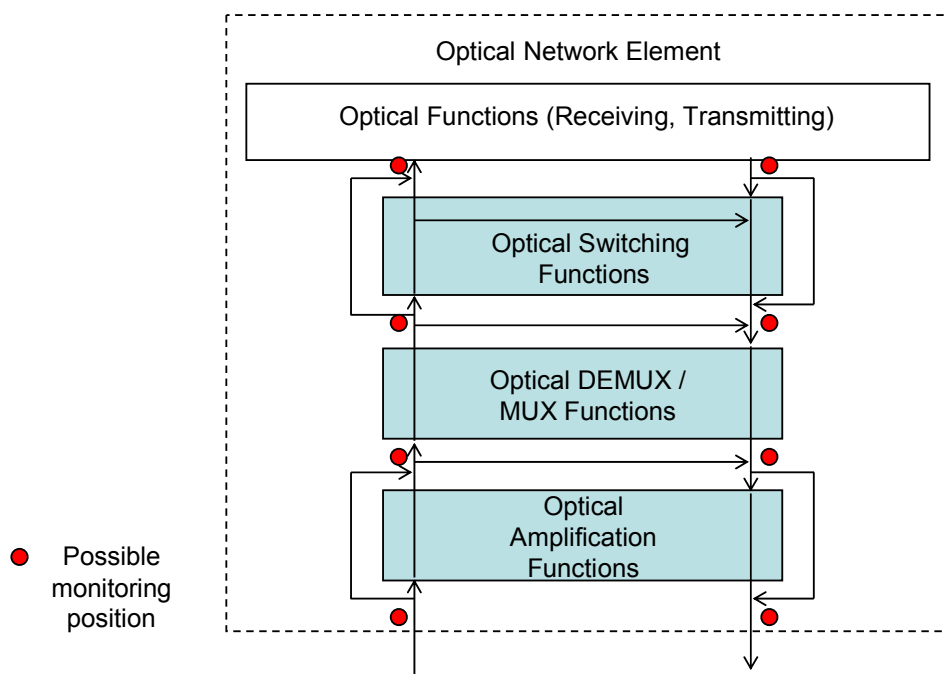 Optical Network Element
Optical Functions (Receiving, Transmitting)
Optical Switching
Functions
Optical DEMUX /
MUX Functions
Optical
Amplification
Functions
Possible
monitoring
position